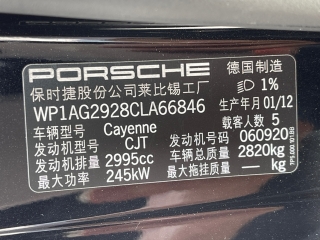 PORSCHE 德国制造
保时捷股份公司莱比锡工厂 1%
WP1AG2928CLA66846 生产年月 01/12
车辆型号 Cayenne 载客人数 5
发动机型号 CJT 发动机号 060920
发动机排量 2995cc 最大总质量 2820kg
最大功率 245kW 最大拖挂质量 — kg